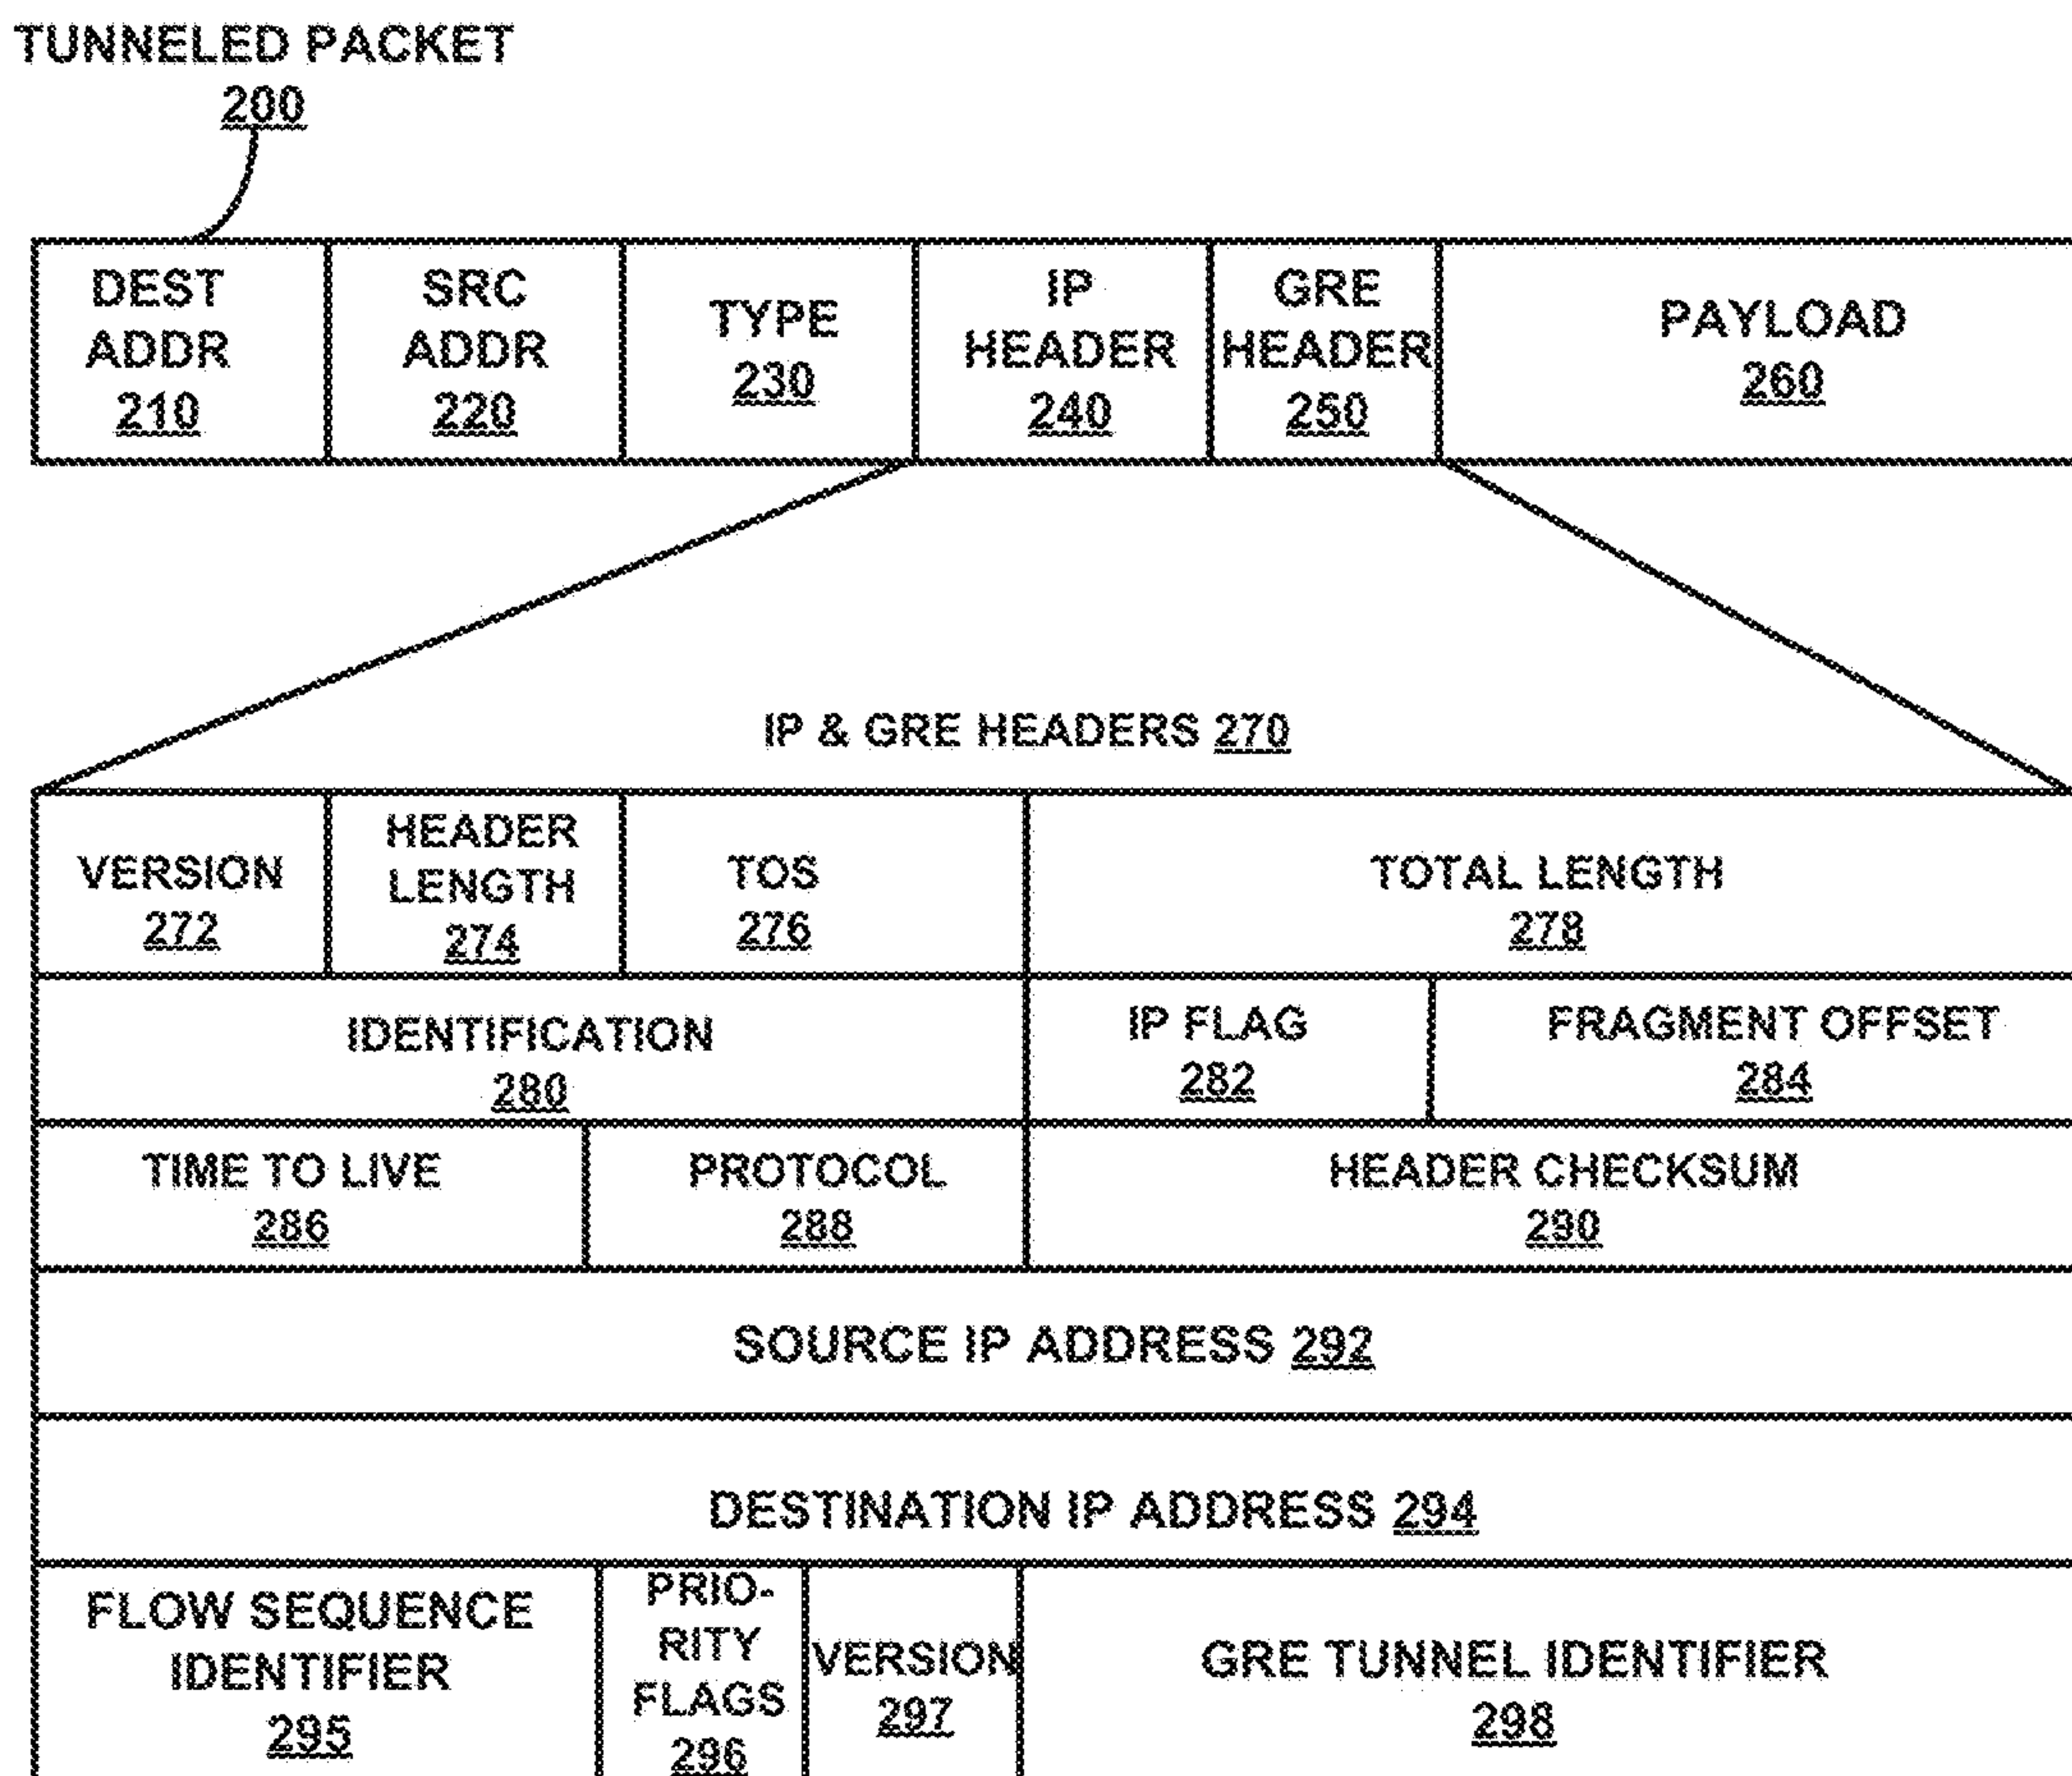 TUNNELED PACKET
200
DEST
ADDR
210
SRC
ADDR
220
TYPE
230
IP
HEADER
240
GRE
HEADER
250
PAYLOAD
260
IP & GRE HEADERS 270
VERSION
272
HEADER
LENGTH
274
TOS
276
TOTAL LENGTH
278
IDENTIFICATION
280
IP FLAG
282
FRAGMENT OFFSET
284
TIME TO LIVE
286
PROTOCOL
288
HEADER CHECKSUM
290
SOURCE IP ADDRESS 292
DESTINATION IP ADDRESS 294
FLOW SEQUENCE
IDENTIFIER
295
PRIO-
RITY
FLAGS
296
VERSION
297
GRE TUNNEL IDENTIFIER
298